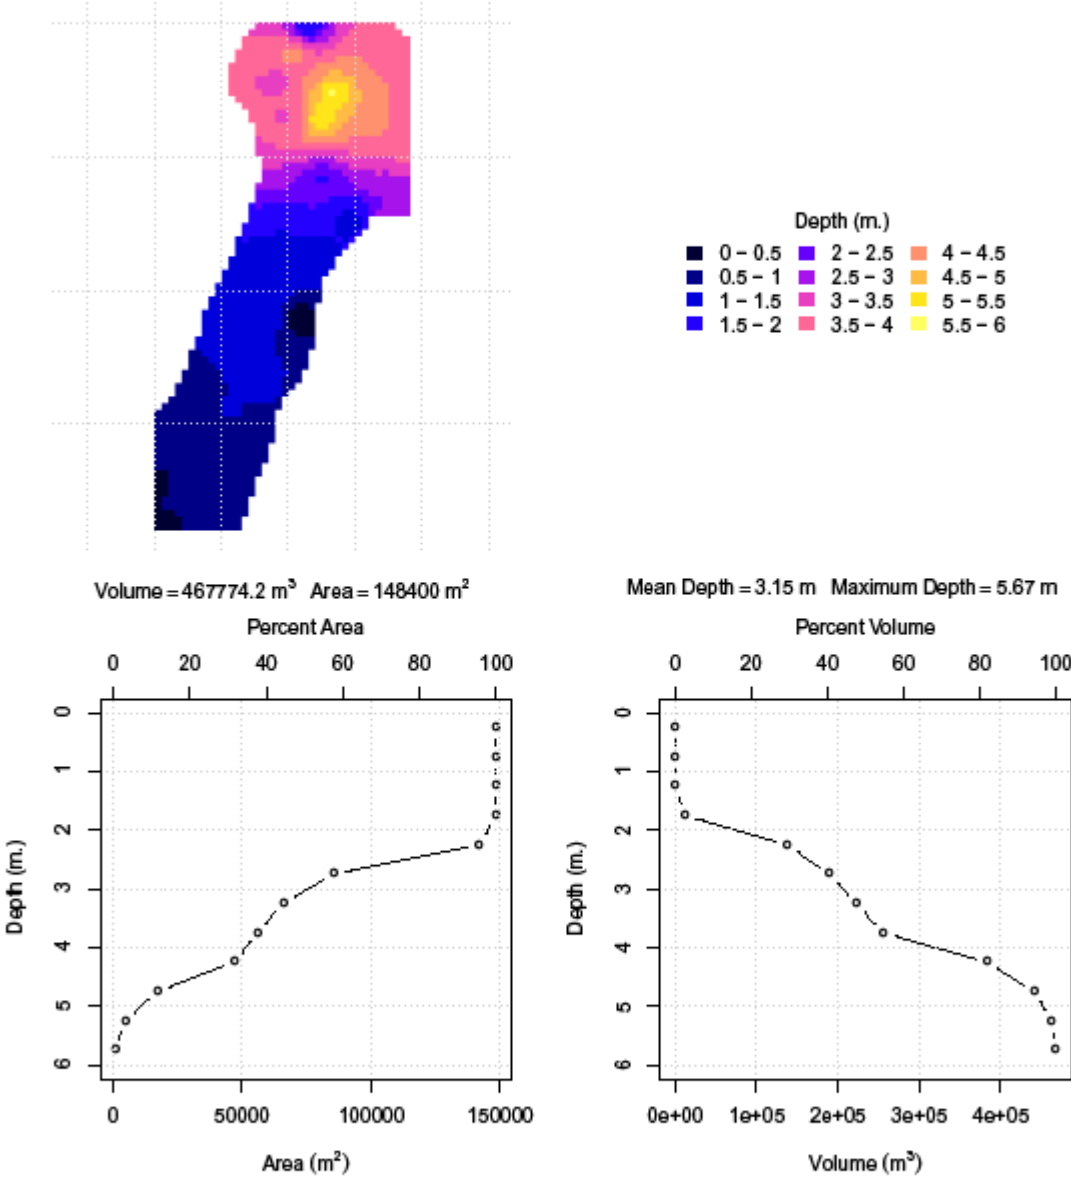 Depth (m.)
0 – 0.5 2 – 2.5 4 – 4.5
0.5 – 1 2.5 – 3 4.5 – 5
1 – 1.5 3 – 3.5 5 – 5.5
1.5 – 2 3.5 – 4 5.5 – 6
Volume = 467774.2 m³ Area = 148400 m²
Mean Depth = 3.15 m Maximum Depth = 5.67 m
Percent Area
0 20 40 60 80 100
Depth (m.)
0
1
2
3
4
5
6
0 50000 100000 150000
Area (m²)
Percent Volume
0 20 40 60 80 100
Depth (m.)
0
1
2
3
4
5
6
0e+00 1e+05 2e+05 3e+05 4e+05
Volume (m³)